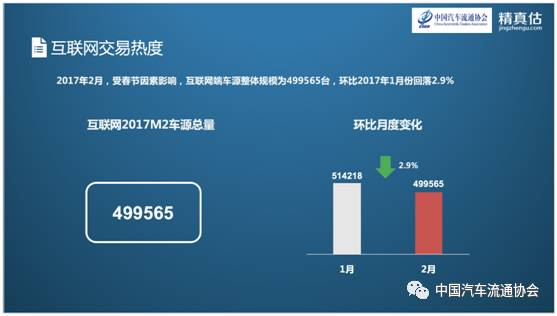 中国汽车流通协会
精真估
jingzhengu.com
互联网交易热度
2017年2月，受春节因素影响，互联网端车源整体规模为499565台，环比2017年1月份回落2.9%
互联网2017M2车源总量
环比月度变化
499565
2.9%
514218
499565
1月
2月
中国汽车流通协会